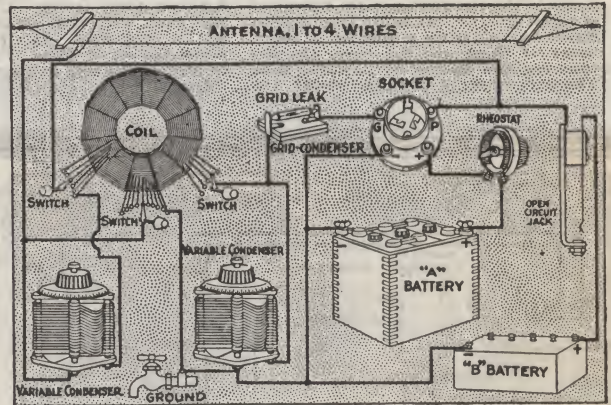 ANTENNA, 1 TO 4 WIRES
SOCKET
GRID LEAK
RHEOSTAT
COIL
G
P
GRID-CONDENSER
- +
SWITCH
SWITCH
SWITCH
OPEN
CIRCUIT
JACK
VARIABLE CONDENSER
- +
"A"
BATTERY
- +
"B" BATTERY
VARIABLE CONDENSER
GROUND